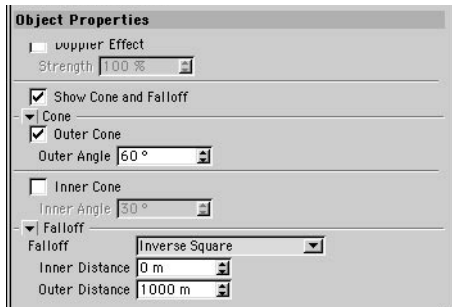 Object Properties
Doppler Effect
Strength 100 %
Show Cone and Falloff
Cone
Outer Cone
Outer Angle 60 °
Inner Cone
Inner Angle 30 °
Falloff
Falloff Inverse Square
Inner Distance 0 m
Outer Distance 1000 m